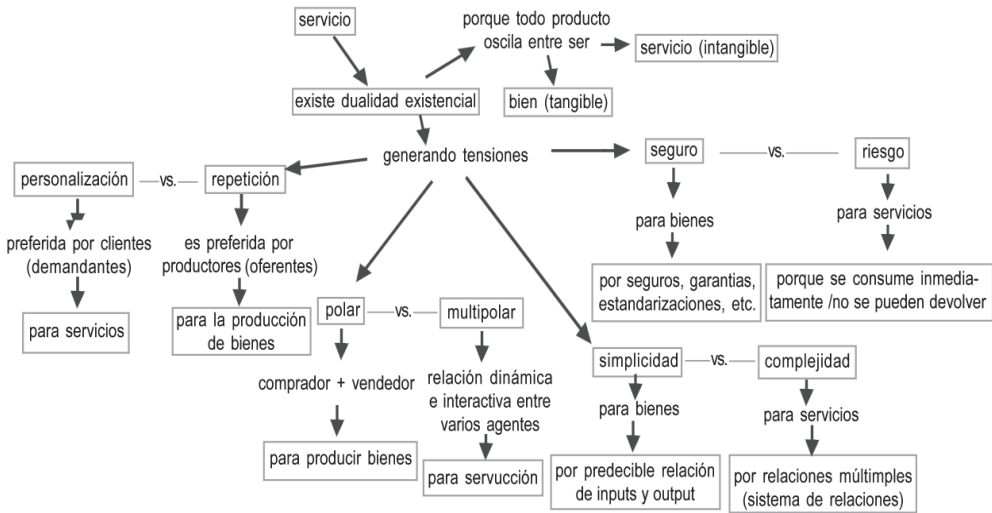 servicio
porque todo producto
oscila entre ser
servicio (intangible)
existe dualidad existencial
bien (tangible)
generando tensiones
seguro
vs.
riesgo
personalización
vs.
repetición
para bienes
para servicios
preferida por clientes
(demandantes)
es preferida por
productores (oferentes)
por seguros, garantias,
estandarizaciones, etc.
porque se consume inmedia-
tamente /no se pueden devolver
para servicios
para la producción
de bienes
polar
vs.
multipolar
simplicidad
vs.
complejidad
comprador + vendedor
relación dinámica
e interactiva entre
varios agentes
para bienes
para servicios
para producir bienes
para servucción
por predecible relación
de inputs y output
por relaciones múltimples
(sistema de relaciones)